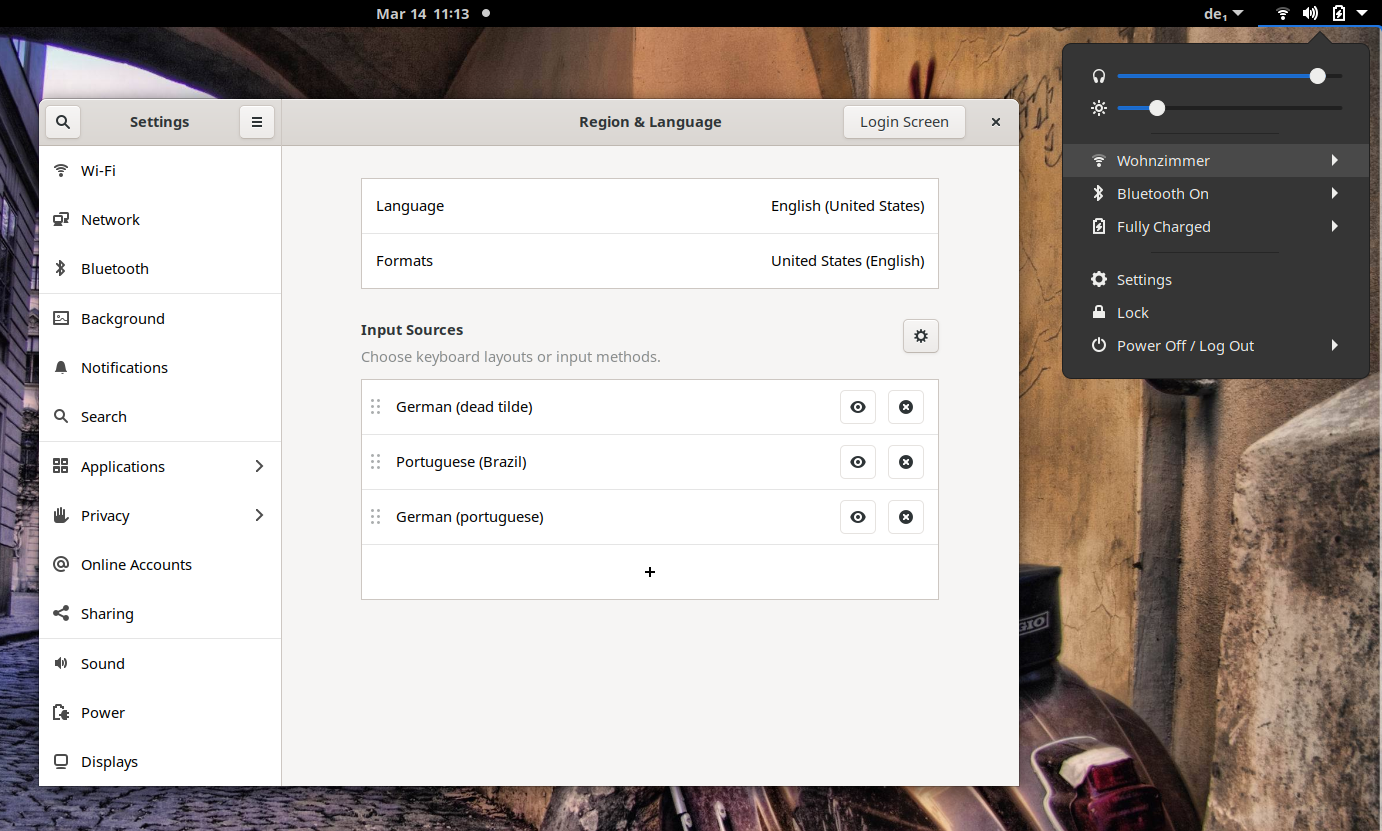 Mar 14 11:13
de₁
Settings
Region & Language
Login Screen
Wi-Fi
Network
Bluetooth
Background
Notifications
Search
Applications
Privacy
Online Accounts
Sharing
Sound
Power
Displays
Language English (United States)
Formats United States (English)
Input Sources
Choose keyboard layouts or input methods.
German (dead tilde)
Portuguese (Brazil)
German (portuguese)
Wohnzimmer
Bluetooth On
Fully Charged
Settings
Lock
Power Off / Log Out